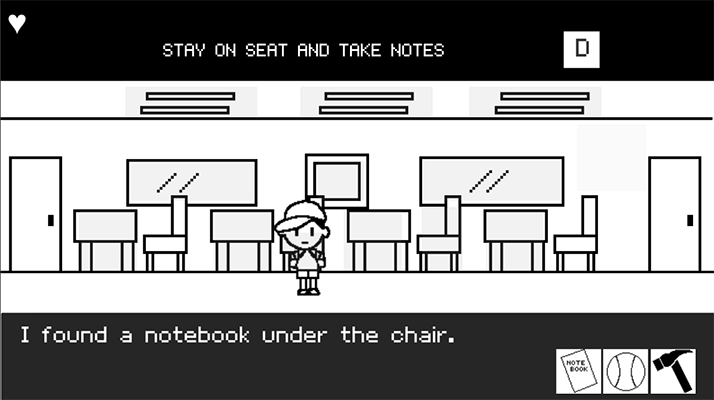 STAY ON SEAT AND TAKE NOTES
D
I found a notebook under the chair.
NOTE
BOOK